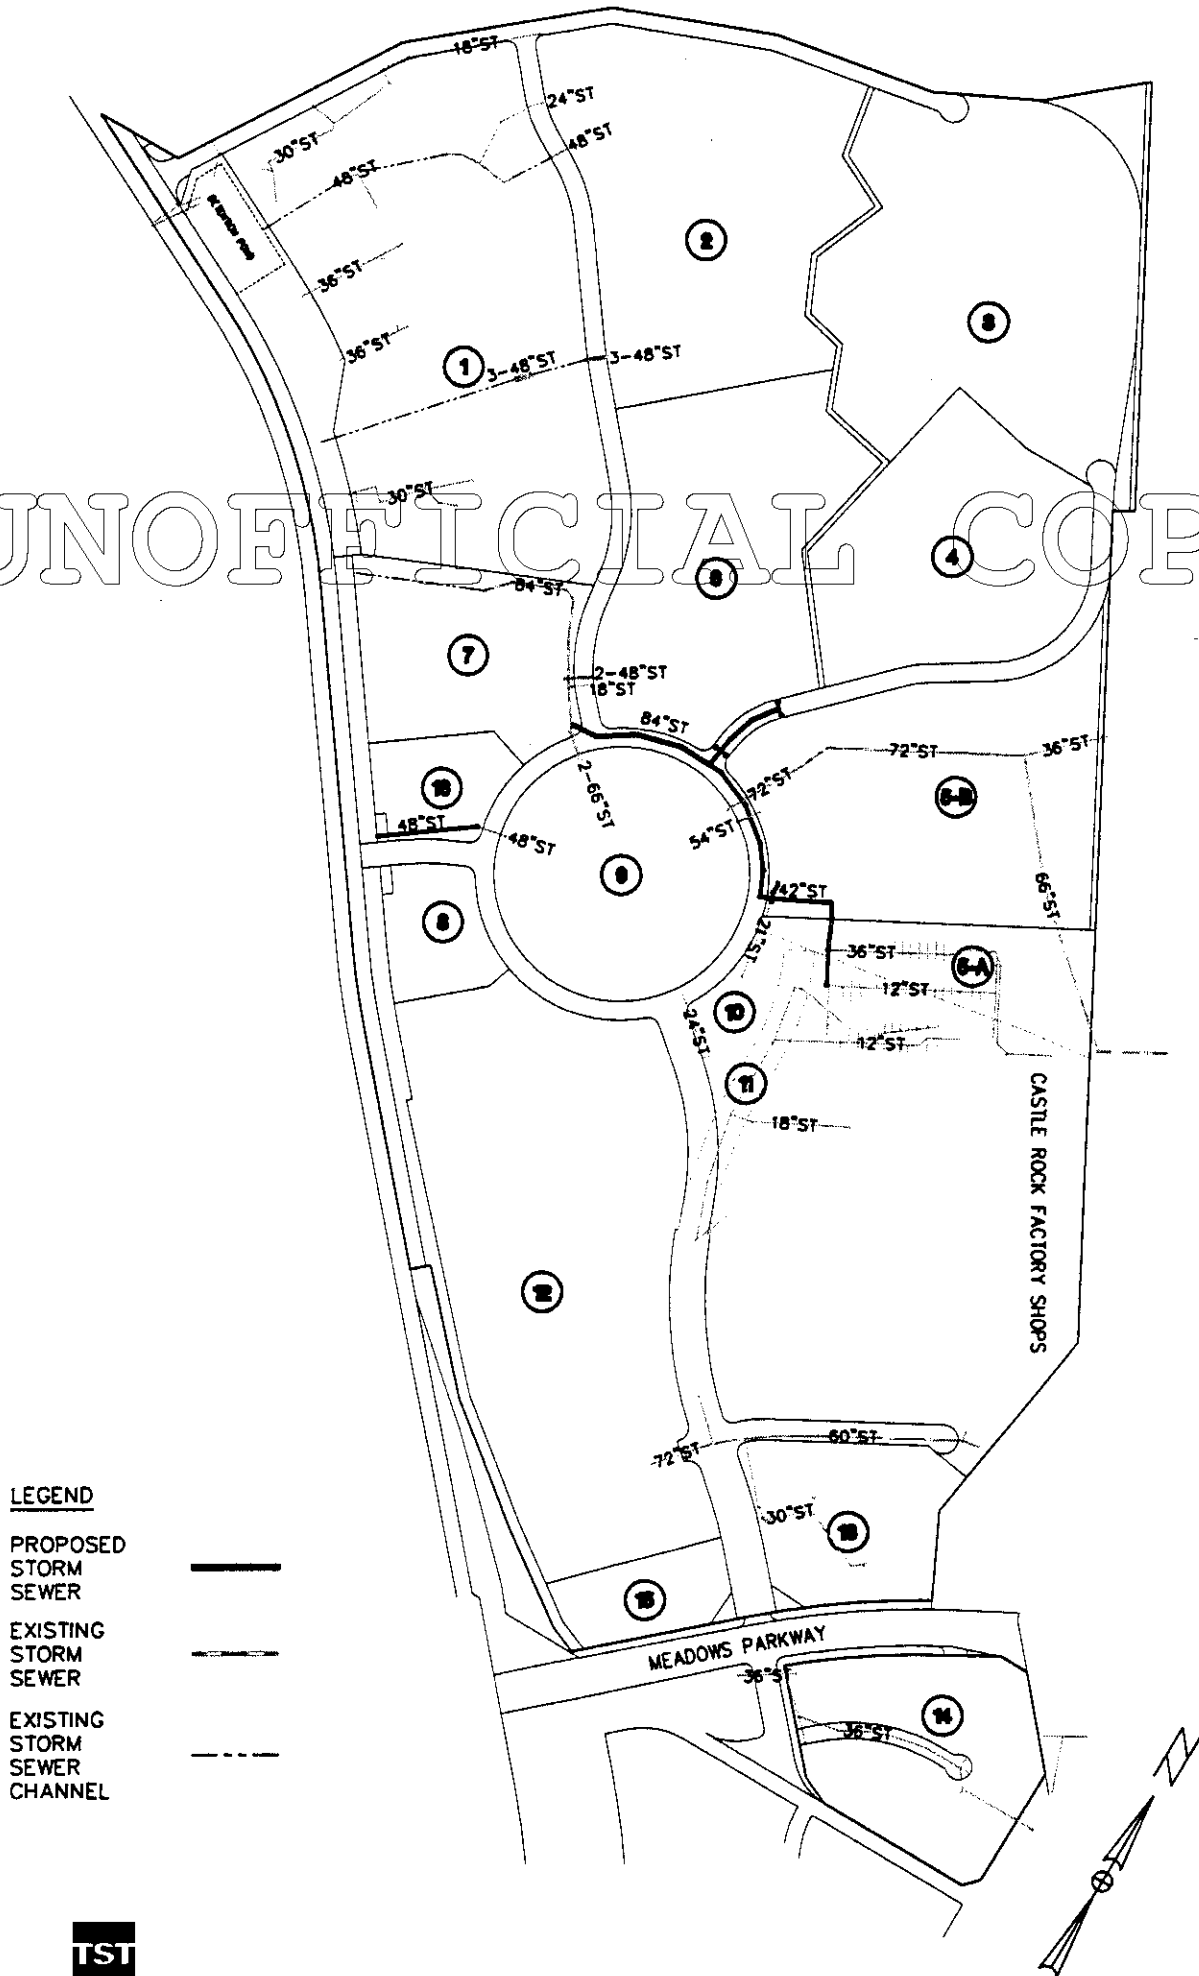 18"ST
24"ST
48"ST
30"ST
48"ST
DETENTION POND
2
36"ST
3
36"ST
1
3-48"ST
3-48"ST
30"ST
UNOFFICIAL COP
4
84"ST
7
2-48"ST
18"ST
84"ST
72"ST
36"ST
2-66"ST
72"ST
48"ST
48"ST
54"ST
9
42"ST
66"ST
8
21"ST
36"ST
12"ST
10
24"ST
12"ST
11
18"ST
CASTLE ROCK FACTORY SHOPS
12
60"ST
72"ST
30"ST
15
MEADOWS PARKWAY
36"ST
14
36"ST
LEGEND
PROPOSED
STORM
SEWER
EXISTING
STORM
SEWER
EXISTING
STORM
SEWER
CHANNEL
N
TST